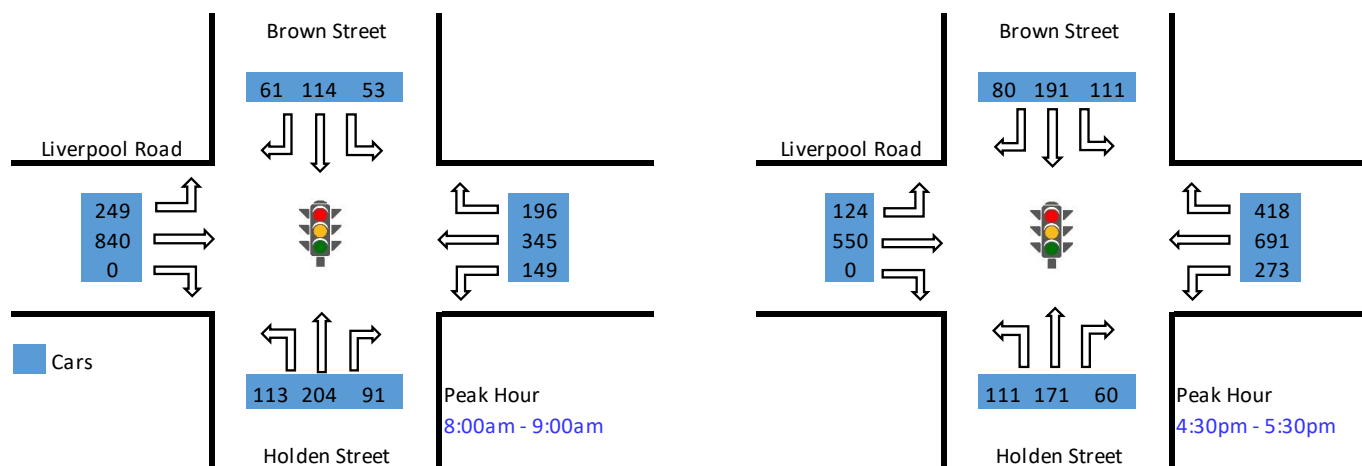 Brown Street
61 114 53
Liverpool Road
249
840
0
196
345
149
Cars
113 204 91
Peak Hour
8:00am - 9:00am
Holden Street
Brown Street
80 191 111
Liverpool Road
124
550
0
418
691
273
111 171 60
Peak Hour
4:30pm - 5:30pm
Holden Street